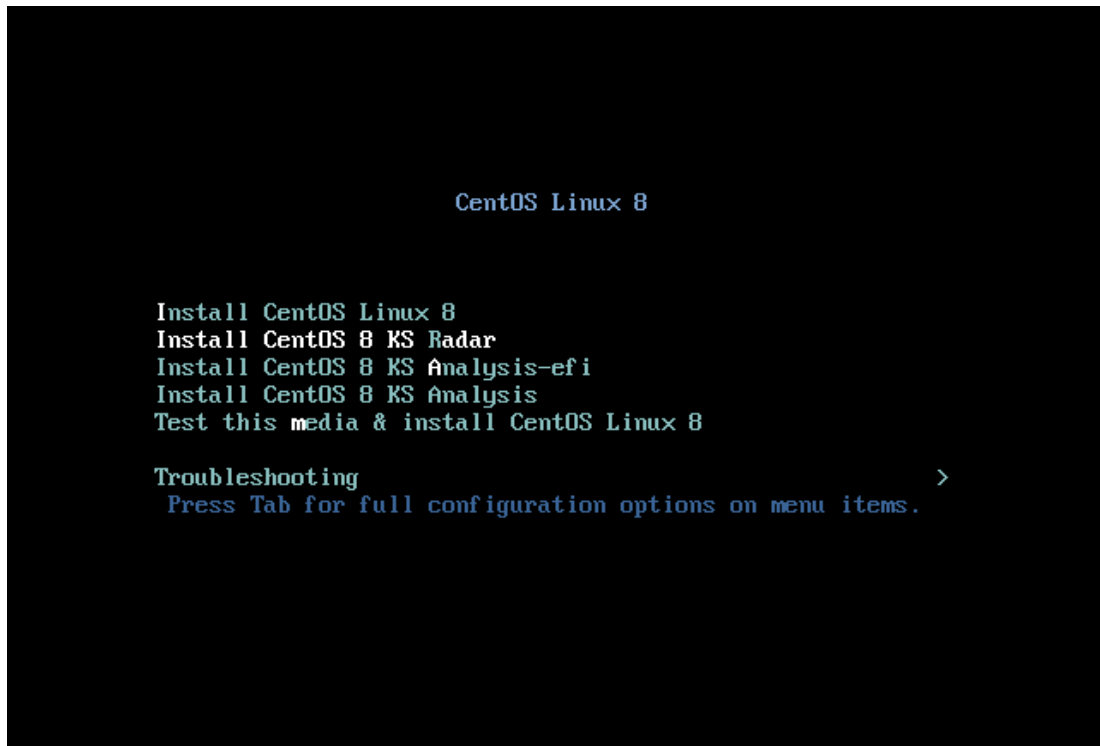 CentOS Linux 8
Install CentOS Linux 8
Install CentOS 8 KS Radar
Install CentOS 8 KS Analysis-efi
Install CentOS 8 KS Analysis
Test this media & install CentOS Linux 8
Troubleshooting >
Press Tab for full configuration options on menu items.